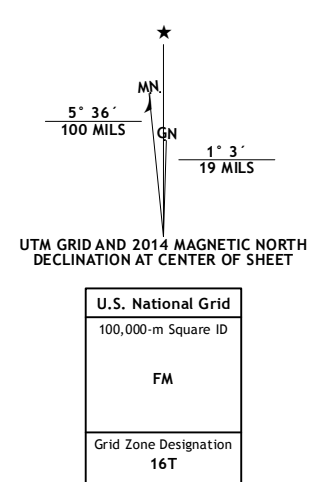 MN.
5° 36´
100 MILS
GN
1° 3´
19 MILS
UTM GRID AND 2014 MAGNETIC NORTH
DECLINATION AT CENTER OF SHEET
U.S. National Grid
100,000-m Square ID
FM
Grid Zone Designation
16T